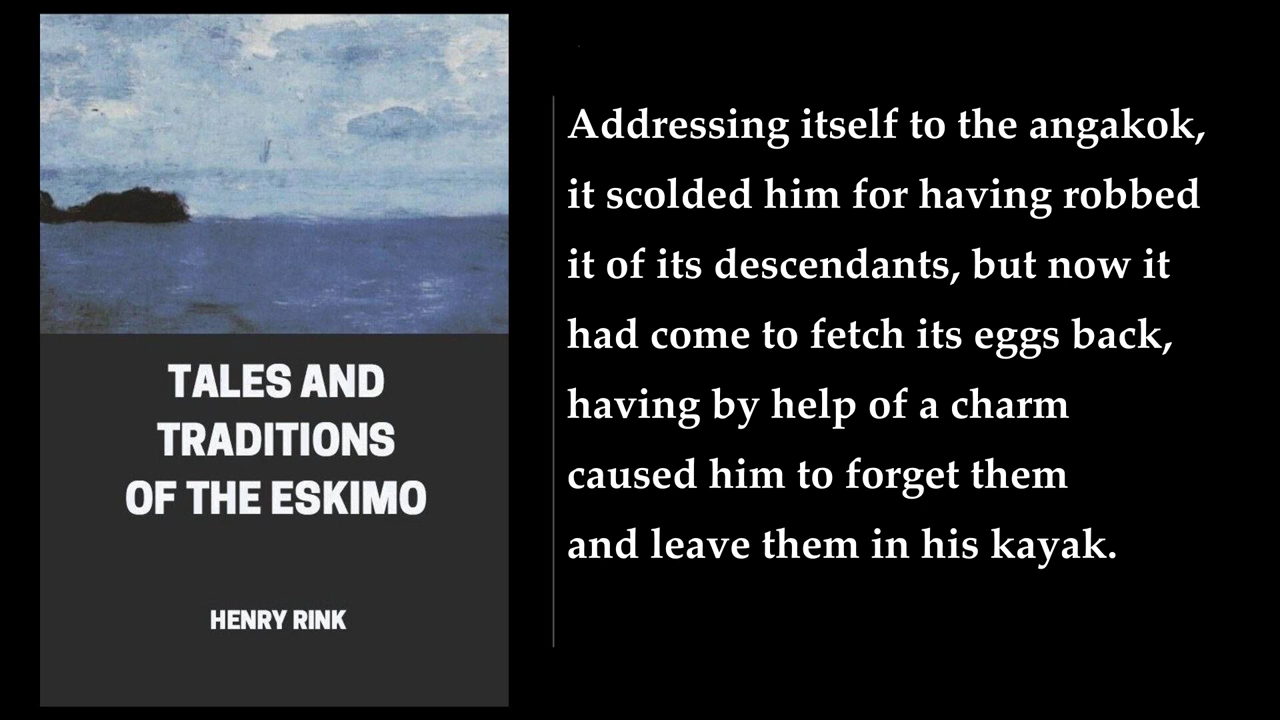 TALES AND
TRADITIONS
OF THE ESKIMO
HENRY RINK
Addressing itself to the angakok,
it scolded him for having robbed
it of its descendants, but now it
had come to fetch its eggs back,
having by help of a charm
caused him to forget them
and leave them in his kayak.